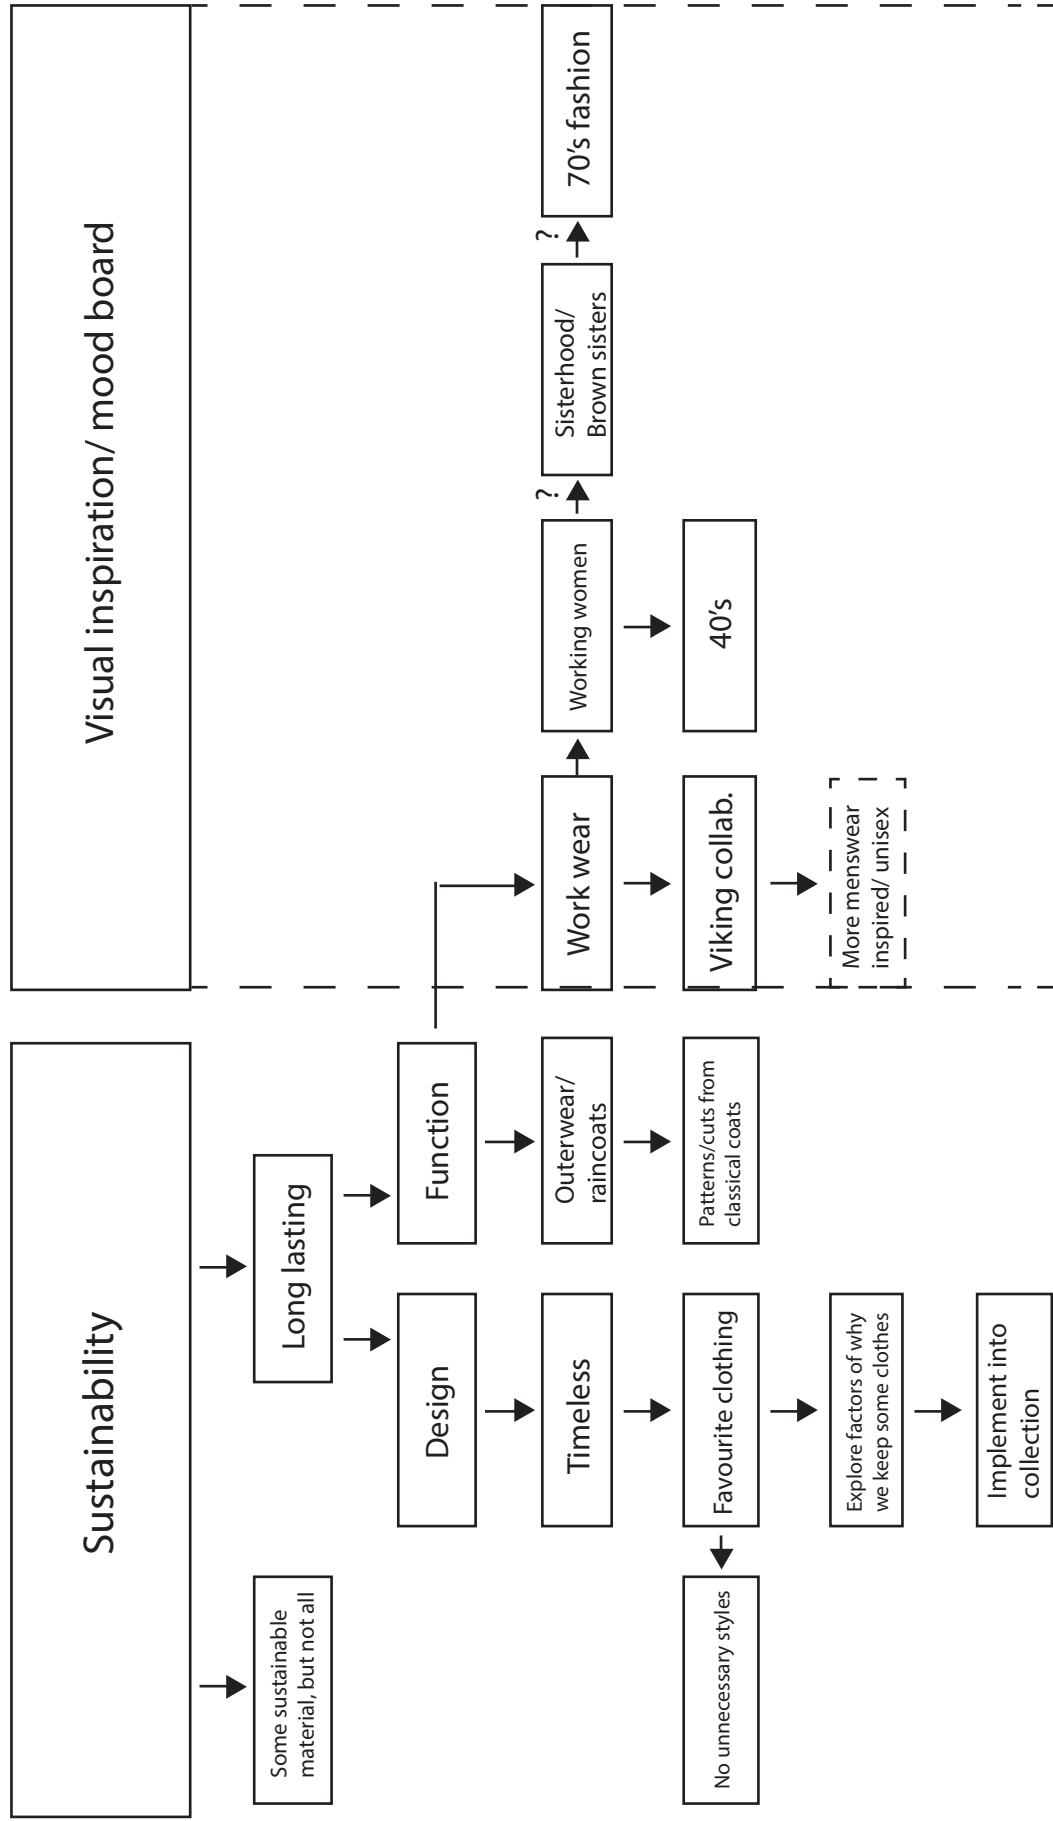 Sustainability
Visual inspiration/ mood board
Some sustainable
material, but not all
Long lasting
Design
Function
Timeless
Outerwear/
raincoats
Work wear
Working women
?
Sisterhood/
Brown sisters
?
70's fashion
No unnecessary styles
Favourite clothing
Patterns/cuts from
classical coats
Viking collab.
40's
Explore factors of why
we keep some clothes
More menswear
inspired/ unisex
Implement into
collection